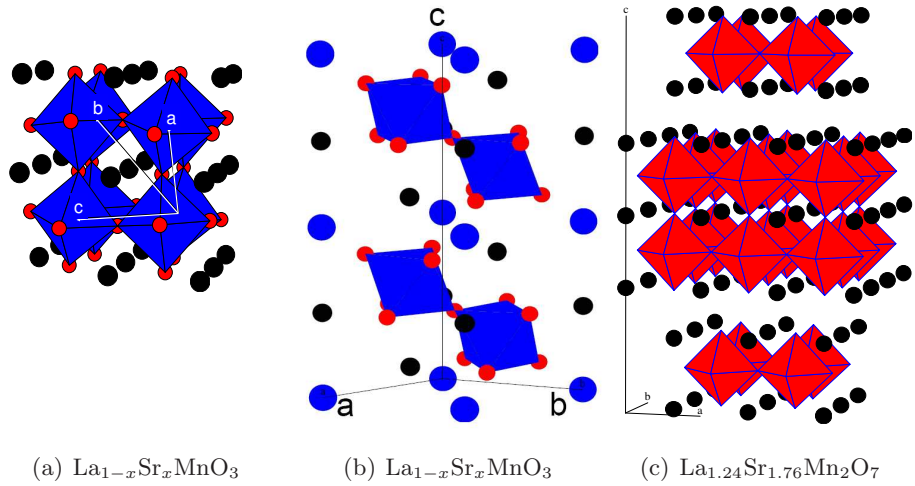 b
a
c
c
a
b
c
b
a
(a) La₁₋ₓSrₓMnO₃
(b) La₁₋ₓSrₓMnO₃
(c) La₁.₂₄Sr₁.₇₆Mn₂O₇